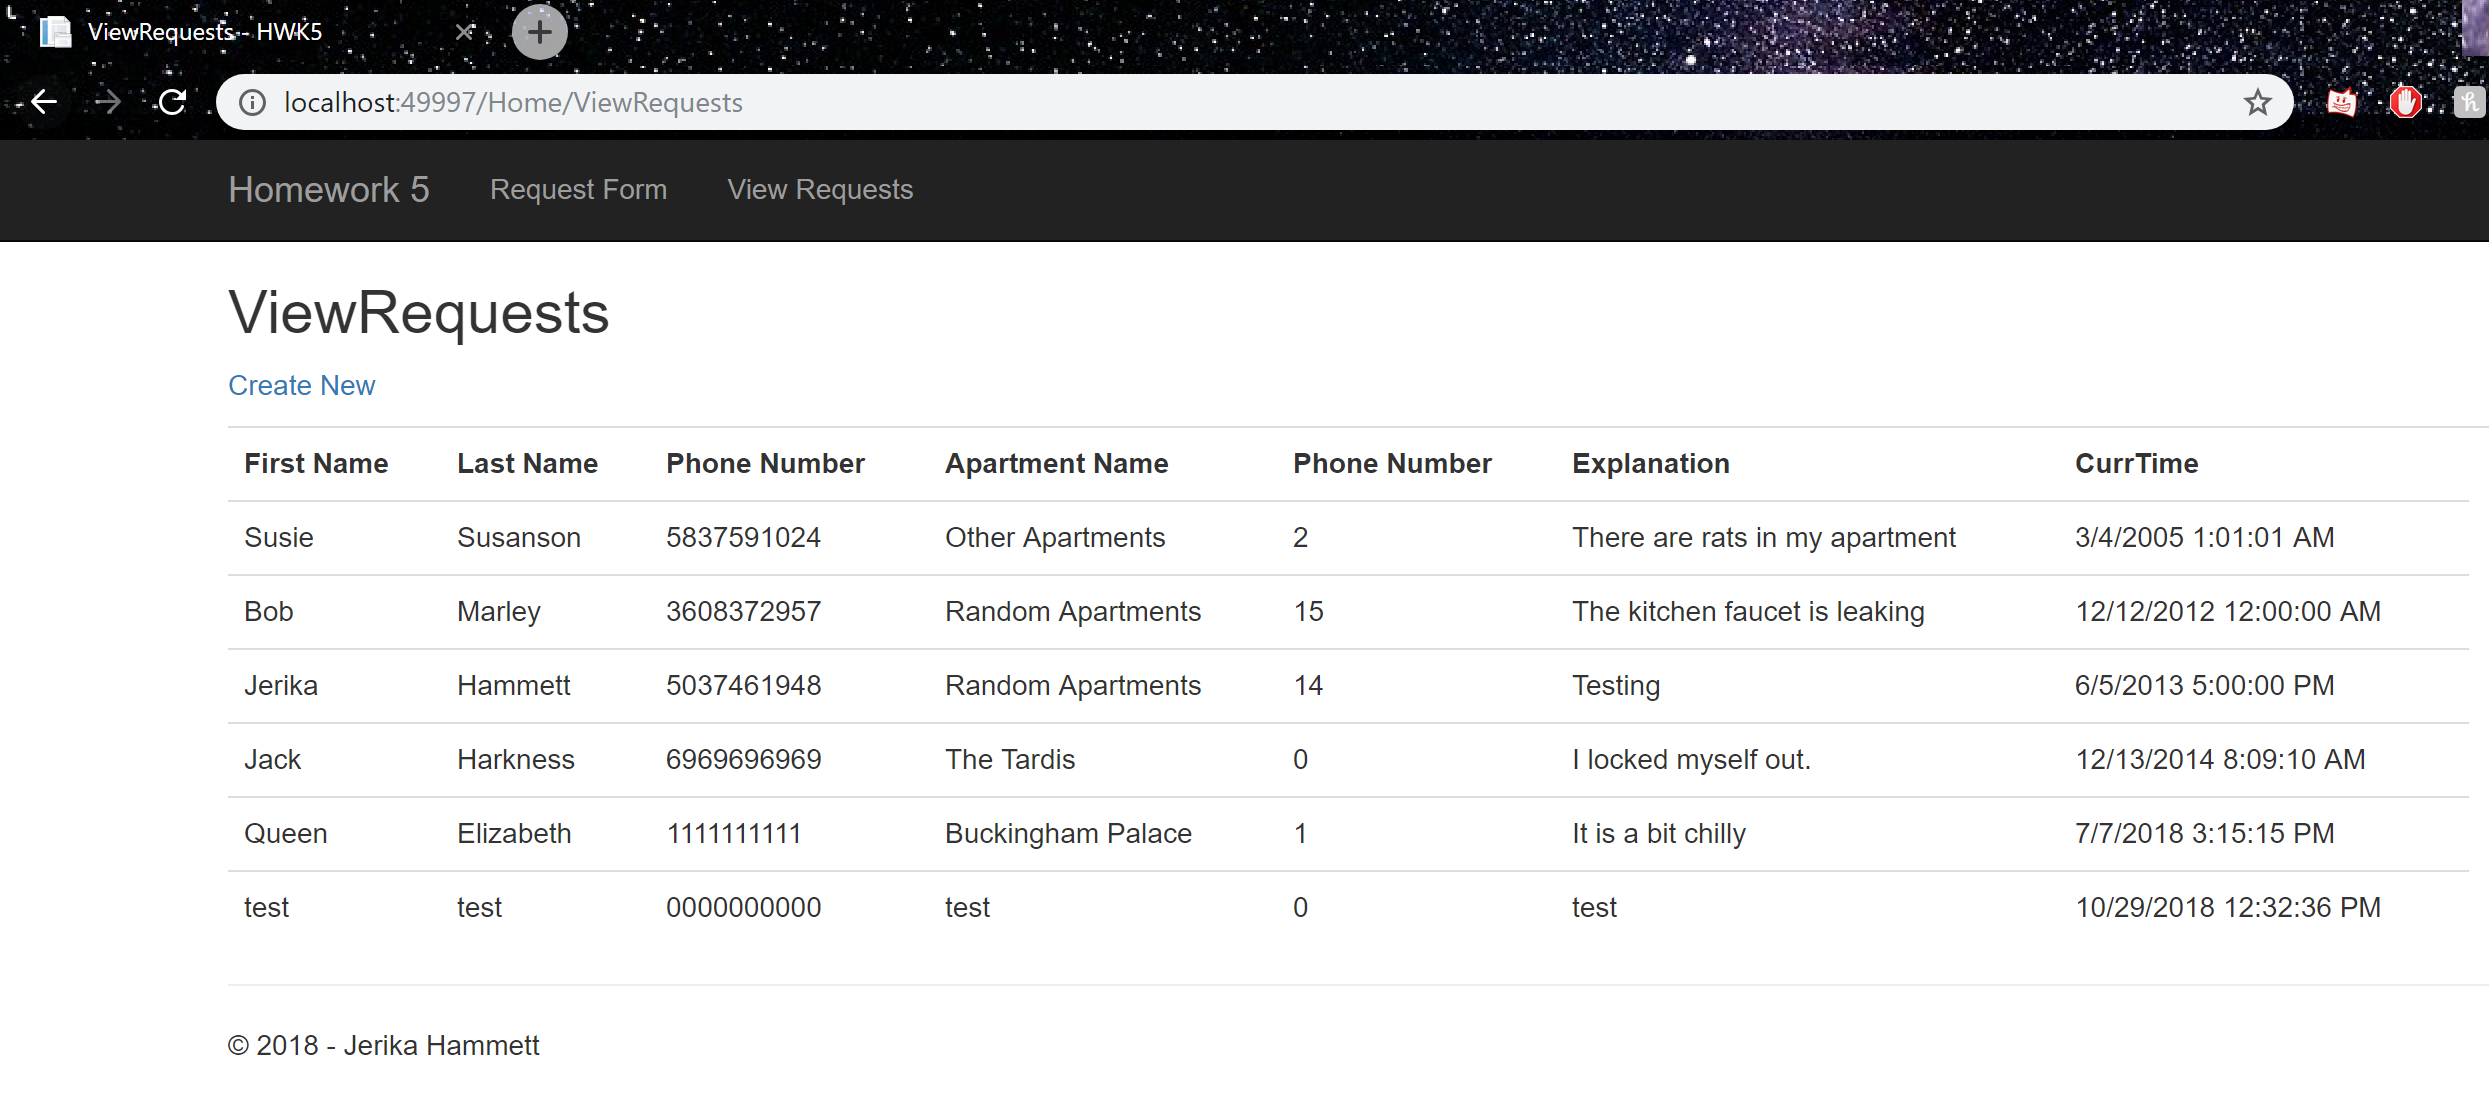 ViewRequests - HWK5
localhost:49997/Home/ViewRequests
Homework 5 Request Form View Requests
ViewRequests
Create New
First Name Last Name Phone Number Apartment Name Phone Number Explanation CurrTime
Susie Susanson 5837591024 Other Apartments 2 There are rats in my apartment 3/4/2005 1:01:01 AM
Bob Marley 3608372957 Random Apartments 15 The kitchen faucet is leaking 12/12/2012 12:00:00 AM
Jerika Hammett 5037461948 Random Apartments 14 Testing 6/5/2013 5:00:00 PM
Jack Harkness 6969696969 The Tardis 0 I locked myself out. 12/13/2014 8:09:10 AM
Queen Elizabeth 1111111111 Buckingham Palace 1 It is a bit chilly 7/7/2018 3:15:15 PM
test test 0000000000 test 0 test 10/29/2018 12:32:36 PM
© 2018 - Jerika Hammett